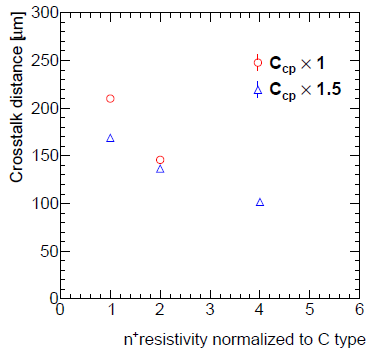 Crosstalk distance [μm]
300
250
200
150
100
50
0
0 1 2 3 4 5 6
n⁺resistivity normalized to C type
C_cp × 1
C_cp × 1.5